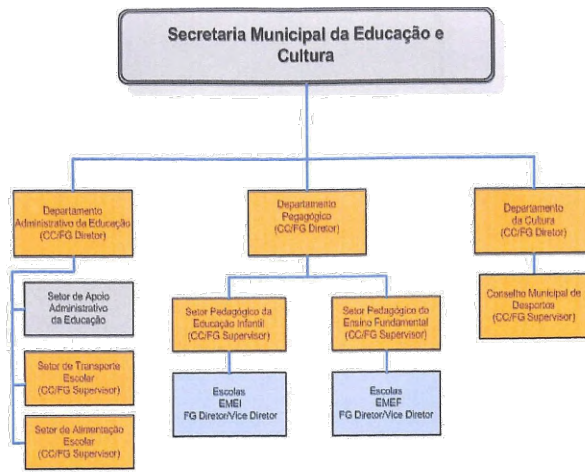 Secretaria Municipal da Educação e
Cultura
Departamento
Administrativo da Educação
(CC/FG Diretor)
Departamento
Pegagógico
(CC/FG Diretor)
Departamento
da Cultura
(CC/FG Diretor)
Setor de Apoio
Administrativo
da Educação
Setor de Transporte
Escolar
(CC/FG Supervisor)
Setor de Alimentação
Escolar
(CC/FG Supervisor)
Setor Pedagógico da
Educação Infantil
(CC/FG Supervisor)
Setor Pedagógico do
Ensino Fundamental
(CC/FG Supervisor)
Conselho Municipal de
Desportos
(CC/FG Supervisor)
Escolas
EMEI
FG Diretor/Vice Diretor
Escolas
EMEF
FG Diretor/Vice Diretor